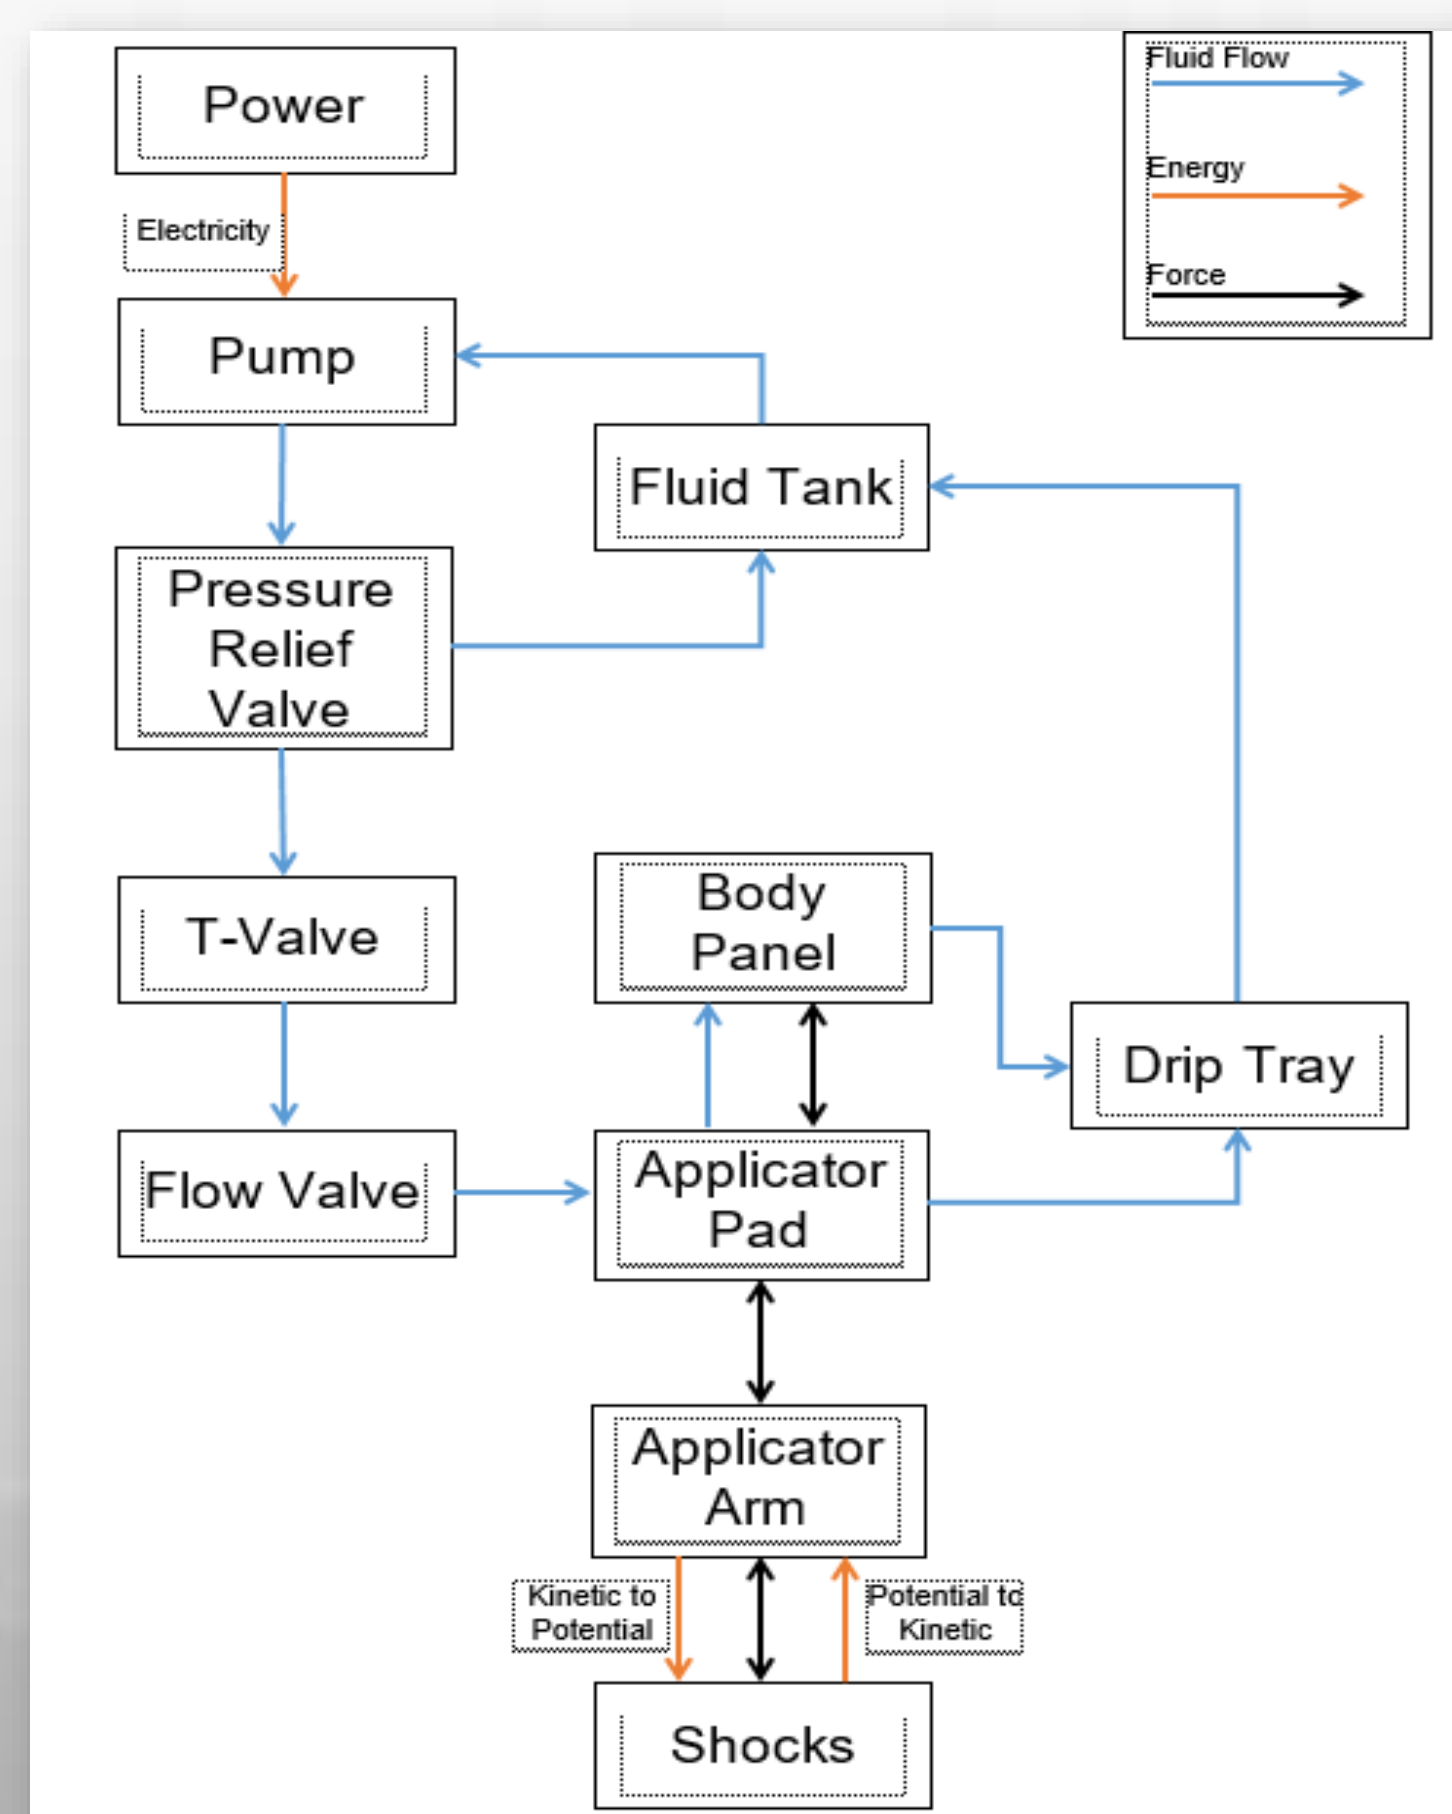 Power
Fluid Flow
Energy
Force
Electricity
Pump
Fluid Tank
Pressure
Relief
Valve
T-Valve
Body
Panel
Drip Tray
Flow Valve
Applicator
Pad
Applicator
Arm
Kinetic to
Potential
Potential to
Kinetic
Shocks